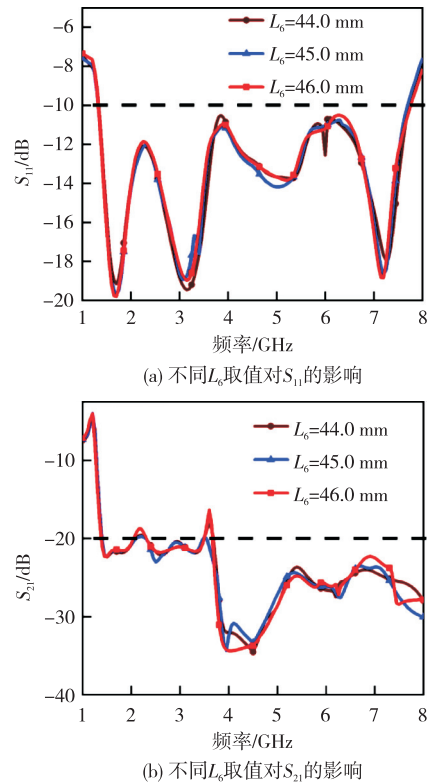 L₆=44.0 mm
L₆=45.0 mm
L₆=46.0 mm
S₁₁/dB
-6
-8
-10
-12
-14
-16
-18
-20
1 2 3 4 5 6 7 8
频率/GHz
(a) 不同L₆取值对S₁₁的影响
L₆=44.0 mm
L₆=45.0 mm
L₆=46.0 mm
S₂₁/dB
-10
-20
-30
-40
1 2 3 4 5 6 7 8
频率/GHz
(b) 不同L₆取值对S₂₁的影响